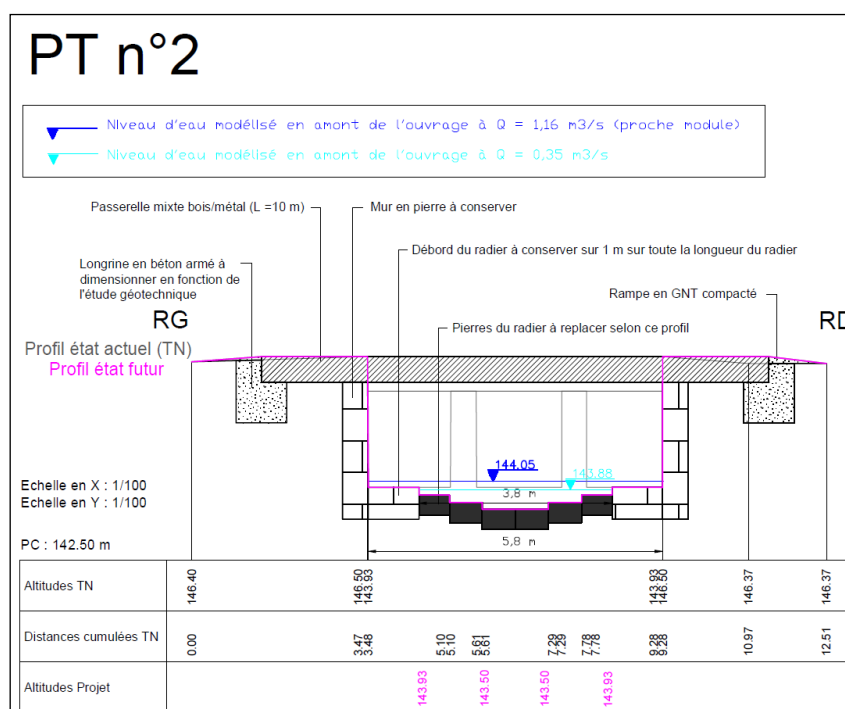 PT n°2
Niveau d'eau modélisé en amont de l'ouvrage à Q = 1,16 m3/s (proche module)
Niveau d'eau modélisé en amont de l'ouvrage à Q = 0,35 m3/s
Passerelle mixte bois/métal (L =10 m)
Mur en pierre à conserver
Débord du radier à conserver sur 1 m sur toute la longueur du radier
Longrine en béton armé à
dimensionner en fonction de
l'étude géotechnique
Rampe en GNT compacté
RG
RD
Pierres du radier à replacer selon ce profil
Profil état actuel (TN)
Profil état futur
144.05
143.88
Echelle en X : 1/100
Echelle en Y : 1/100
3,8 m
5,8 m
PC : 142.50 m
Altitudes TN 146.40 146.50 143.93 143.93 146.50 146.37 146.37
Distances cumulées TN 0.00 3.47 3.48 5.10 5.10 5.61 5.61 7.29 7.29 7.78 7.78 9.28 9.28 10.97 12.51
Altitudes Projet 143.93 143.50 143.50 143.93